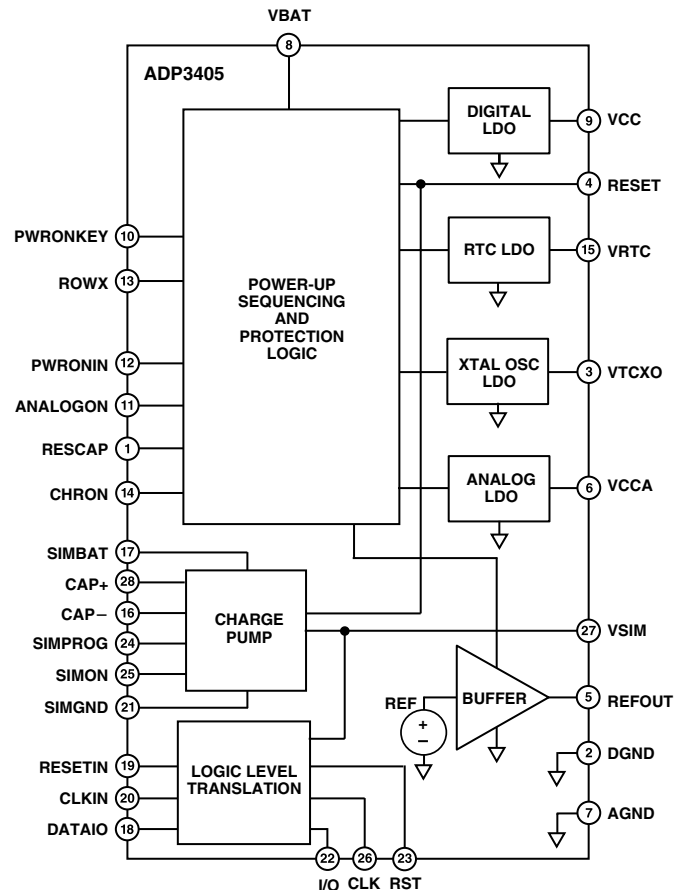 VBAT
8
ADP3405
DIGITAL
LDO
9
VCC
4
RESET
PWRONKEY
10
ROWX
13
POWER-UP
SEQUENCING
AND
PROTECTION
LOGIC
RTC LDO
15
VRTC
PWRONIN
12
XTAL OSC
LDO
3
VTCXO
ANALOGON
11
RESCAP
1
CHRON
14
ANALOG
LDO
6
VCCA
SIMBAT
17
CAP+
28
CAP−
16
SIMPROG
24
SIMON
25
SIMGND
21
CHARGE
PUMP
27
VSIM
REF
+
−
BUFFER
5
REFOUT
2
DGND
RESETIN
19
CLKIN
20
DATAIO
18
LOGIC LEVEL
TRANSLATION
7
AGND
22
26
23
I/O
CLK
RST